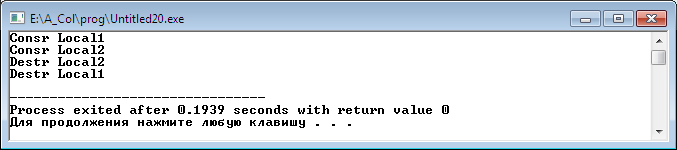 E:\A_Col\prog\Untitled20.exe
Consr Local1
Consr Local2
Destr Local2
Destr Local1
--------------------------------
Process exited after 0.1939 seconds with return value 0
Для продолжения нажмите любую клавишу . . .